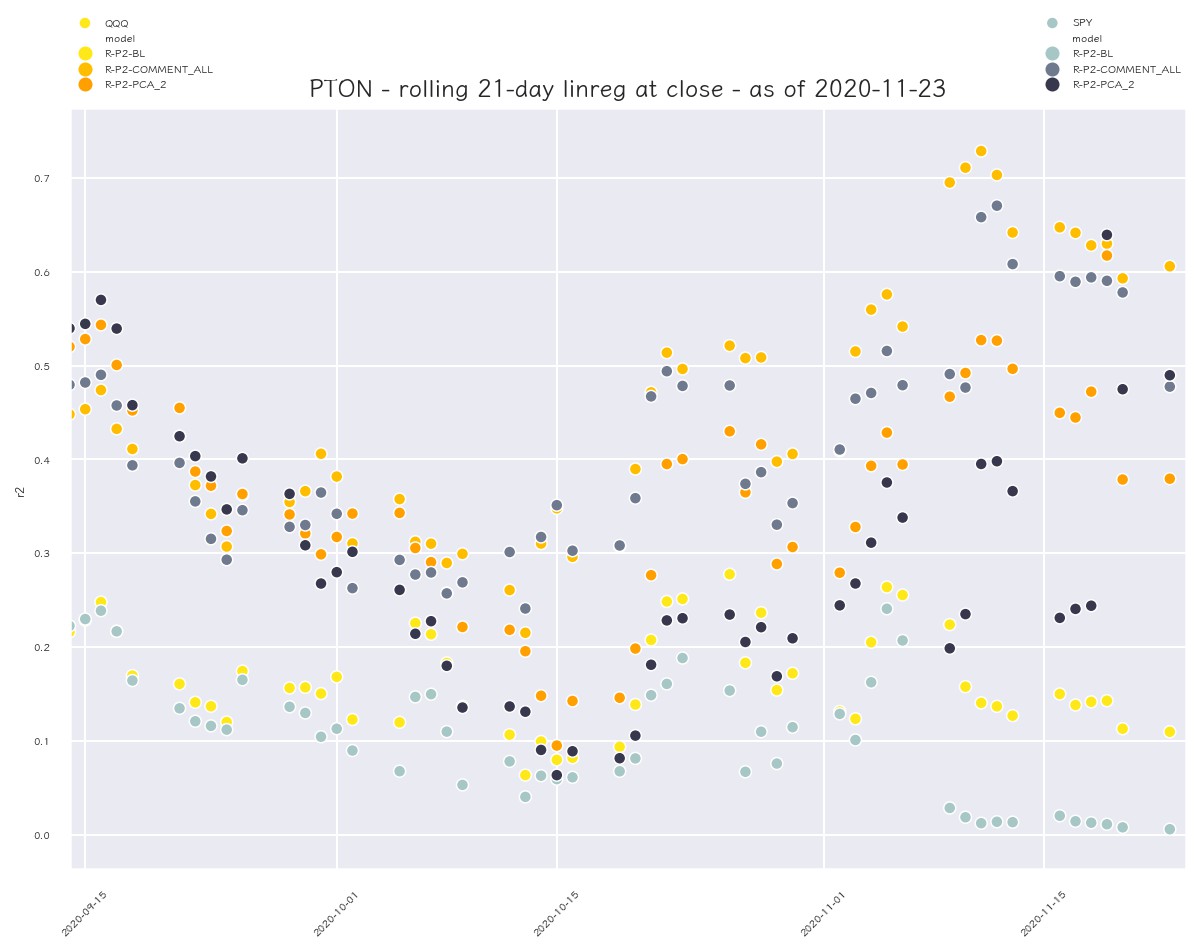 QQQ
model
R-P2-BL
R-P2-COMMENT_ALL
R-P2-PCA_2
SPY
model
R-P2-BL
R-P2-COMMENT_ALL
R-P2-PCA_2
PTON - rolling 21-day linreg at close - as of 2020-11-23
r2
0.7
0.6
0.5
0.4
0.3
0.2
0.1
0.0
2020-09-15
2020-10-01
2020-10-15
2020-11-01
2020-11-15